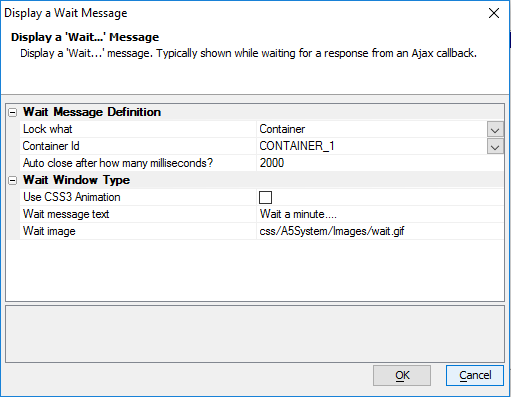 Display a Wait Message
Display a 'Wait...' Message
Display a 'Wait...' message. Typically shown while waiting for a response from an Ajax callback.
Wait Message Definition
Lock what Container
Container Id CONTAINER_1
Auto close after how many milliseconds? 2000
Wait Window Type
Use CSS3 Animation
Wait message text Wait a minute....
Wait image css/A5System/Images/wait.gif
OK Cancel